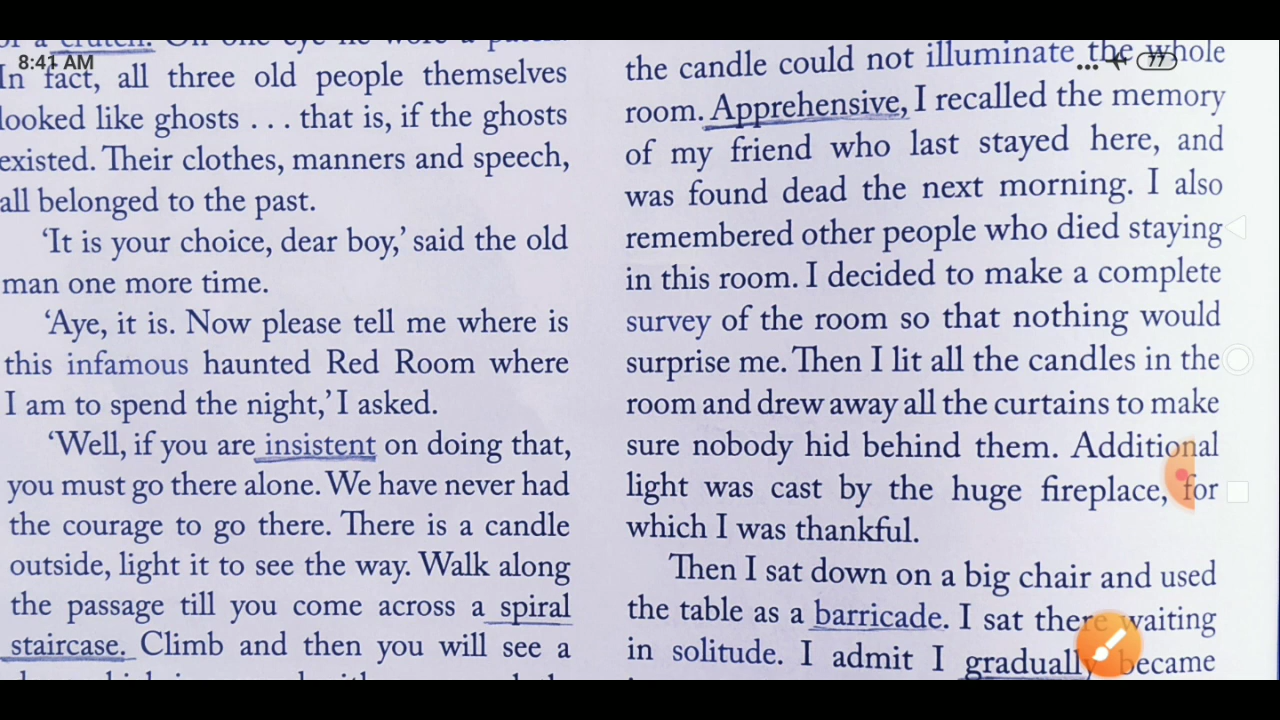 of a crutch. On one eye he wore a
8:41 AM
In fact, all three old people themselves
looked like ghosts . . . that is, if the ghosts
existed. Their clothes, manners and speech,
all belonged to the past.
‘It is your choice, dear boy,’ said the old
man one more time.
‘Aye, it is. Now please tell me where is
this infamous haunted Red Room where
I am to spend the night,’ I asked.
‘Well, if you are insistent on doing that,
you must go there alone. We have never had
the courage to go there. There is a candle
outside, light it to see the way. Walk along
the passage till you come across a spiral
staircase. Climb and then you will see a
the candle could not illuminate the whole
77
room. Apprehensive, I recalled the memory
of my friend who last stayed here, and
was found dead the next morning. I also
remembered other people who died staying
in this room. I decided to make a complete
survey of the room so that nothing would
surprise me. Then I lit all the candles in the
room and drew away all the curtains to make
sure nobody hid behind them. Additional
light was cast by the huge fireplace, for
which I was thankful.
Then I sat down on a big chair and used
the table as a barricade. I sat there waiting
in solitude. I admit I gradually became